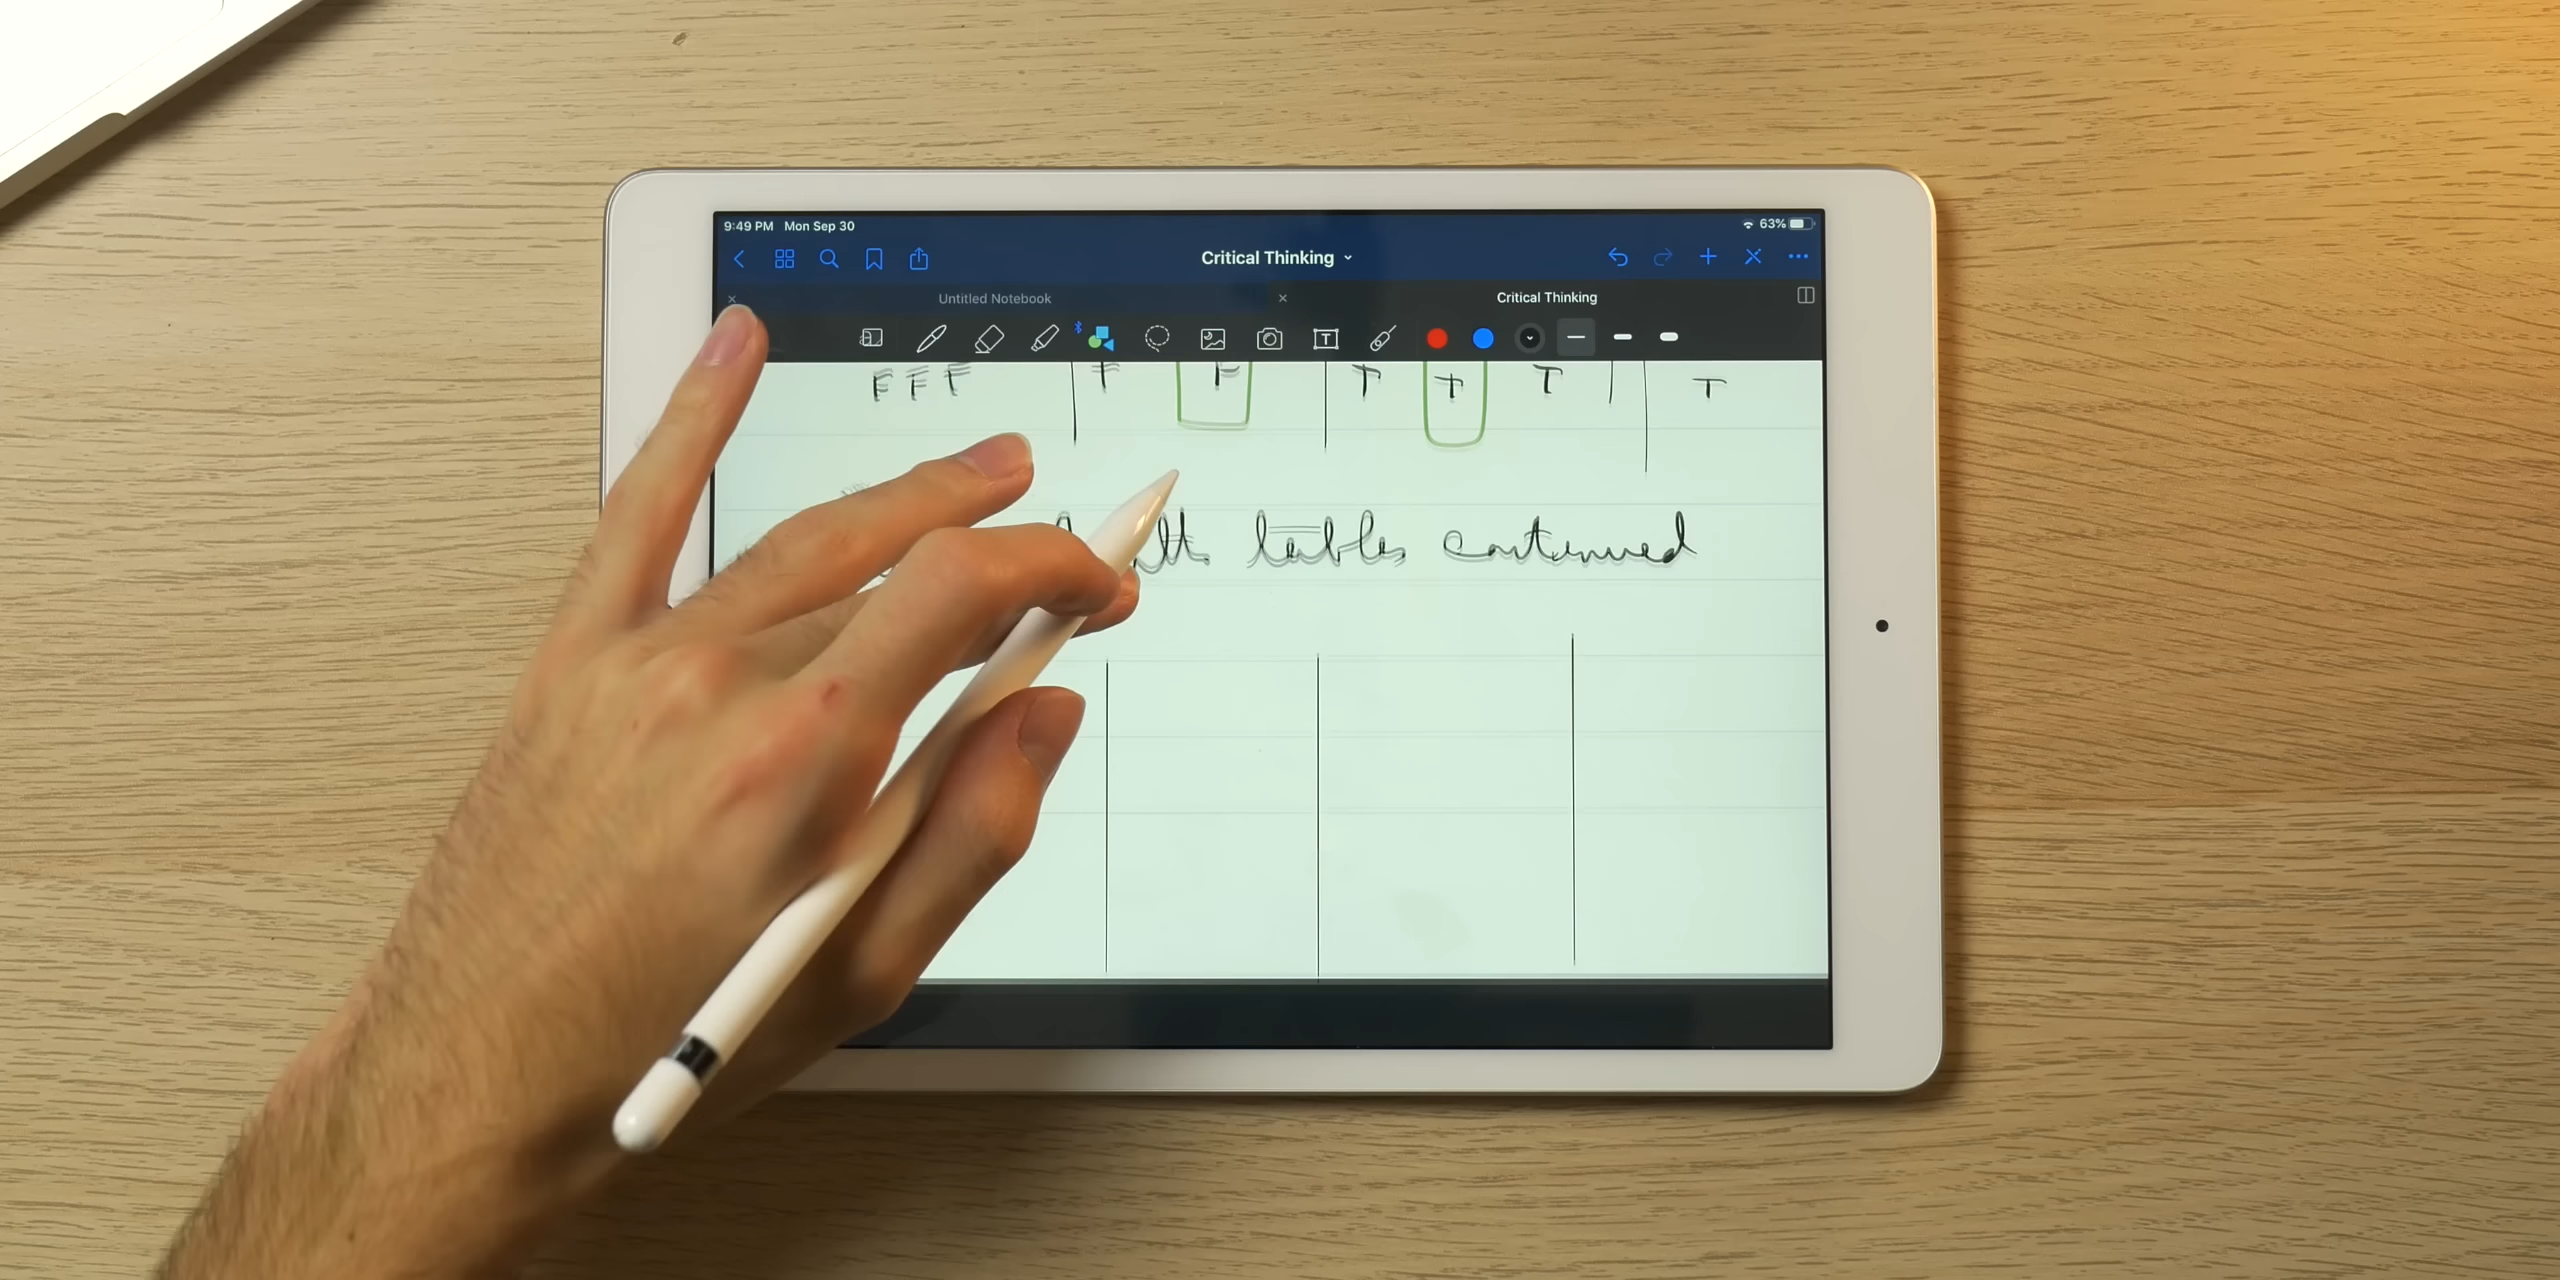 9:49 PM Mon Sep 30 63%
Critical Thinking
Untitled Notebook Critical Thinking
T
F F F T F T T T T
tables continued